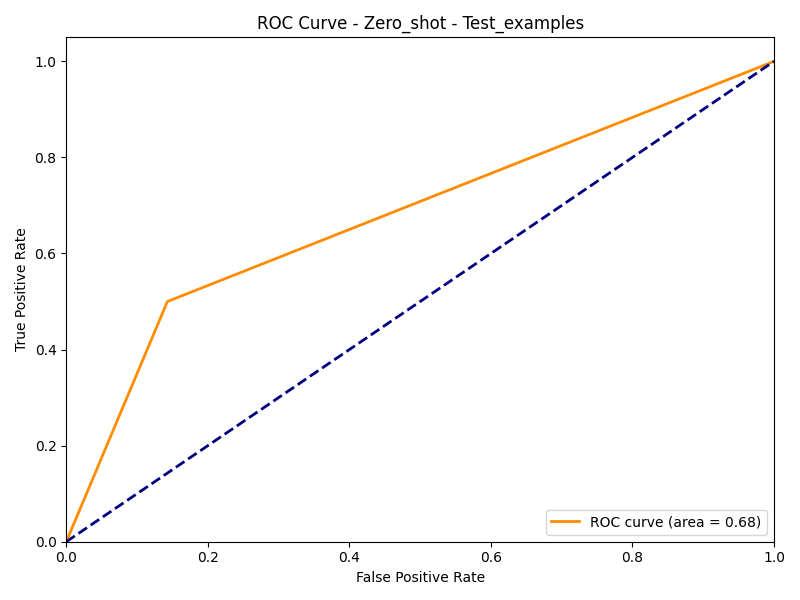 ROC Curve - Zero_shot - Test_examples
1.0
0.8
0.6
0.4
0.2
0.0
True Positive Rate
0.0 0.2 0.4 0.6 0.8 1.0
False Positive Rate
ROC curve (area = 0.68)